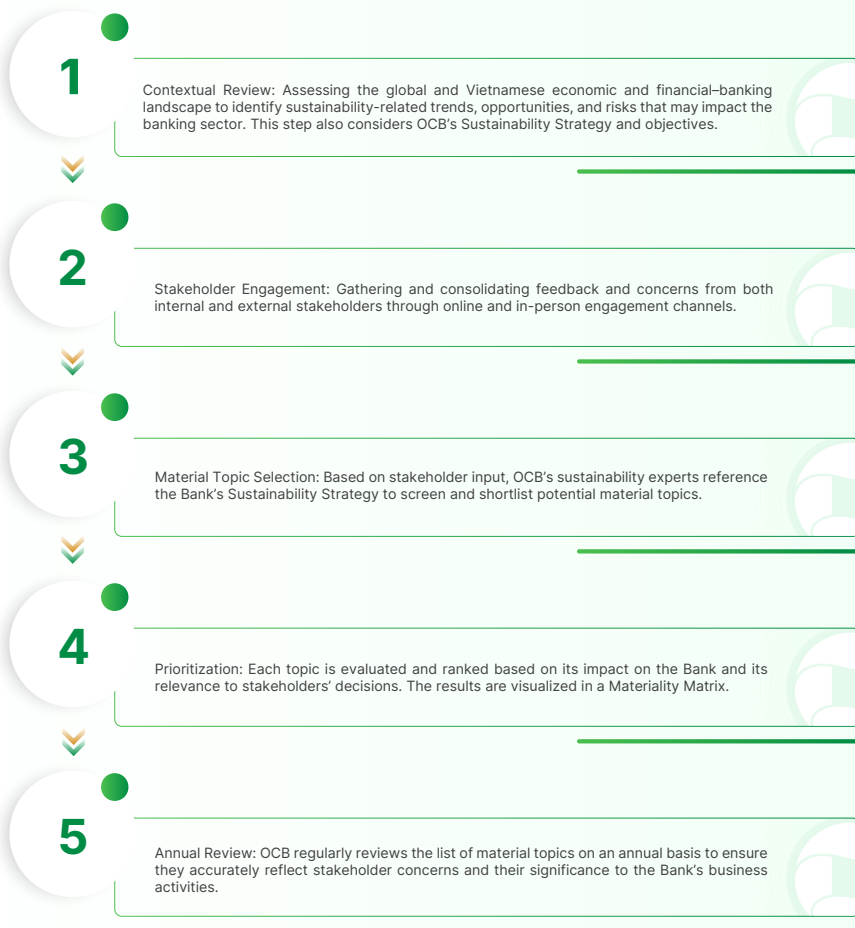 1
Contextual Review: Assessing the global and Vietnamese economic and financial–banking
landscape to identify sustainability-related trends, opportunities, and risks that may impact the
banking sector. This step also considers OCB’s Sustainability Strategy and objectives.
2
Stakeholder Engagement: Gathering and consolidating feedback and concerns from both
internal and external stakeholders through online and in-person engagement channels.
3
Material Topic Selection: Based on stakeholder input, OCB’s sustainability experts reference
the Bank’s Sustainability Strategy to screen and shortlist potential material topics.
4
Prioritization: Each topic is evaluated and ranked based on its impact on the Bank and its
relevance to stakeholders’ decisions. The results are visualized in a Materiality Matrix.
5
Annual Review: OCB regularly reviews the list of material topics on an annual basis to ensure
they accurately reflect stakeholder concerns and their significance to the Bank’s business
activities.